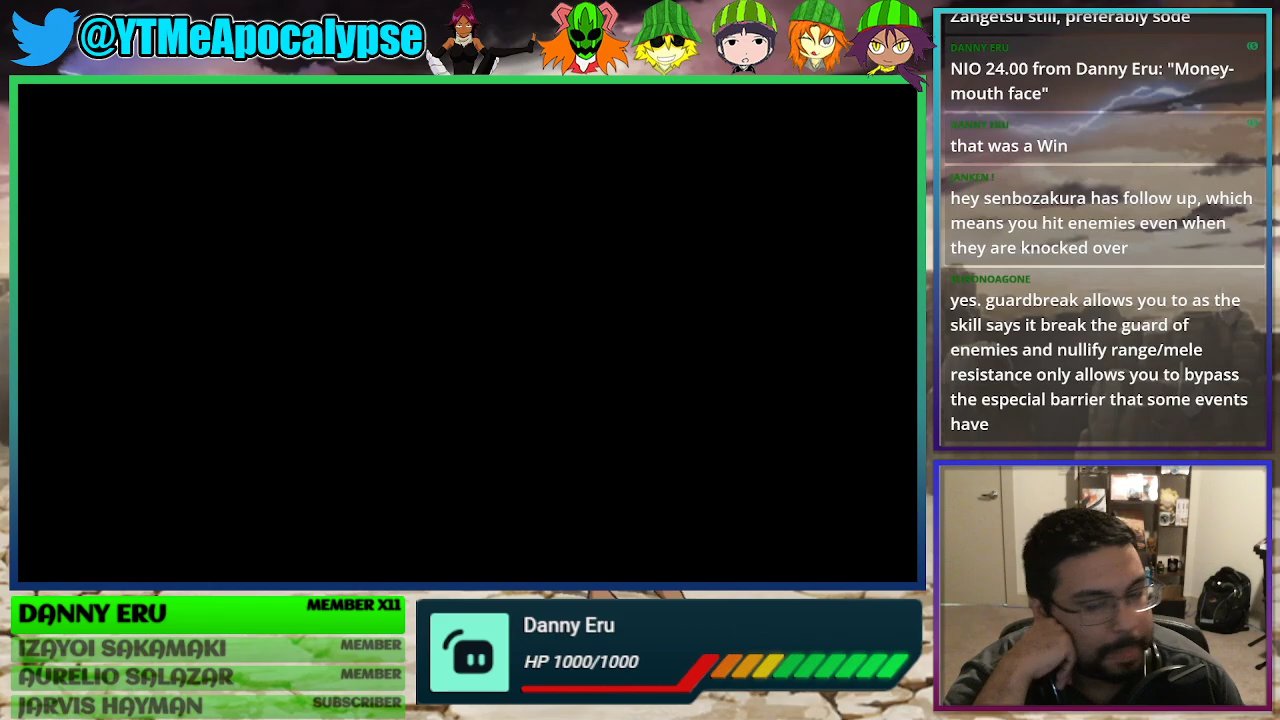 @YTMeApocalypse
Zangetsu still, preferably sode
DANNY ERU
NIO 24.00 from Danny Eru: "Money-
mouth face"
DANNY ERU
that was a Win
hey senbozakura has follow up, which
means you hit enemies even when
they are knocked over
yes. guardbreak allows you to as the
skill says it break the guard of
enemies and nullify range/mele
resistance only allows you to bypass
the especial barrier that some events
have
DANNY ERU MEMBER X11
IZAYOI SAKAMAKI MEMBER
AURELIO SALAZAR MEMBER
JARVIS HAYMAN SUBSCRIBER
Danny Eru
HP 1000/1000